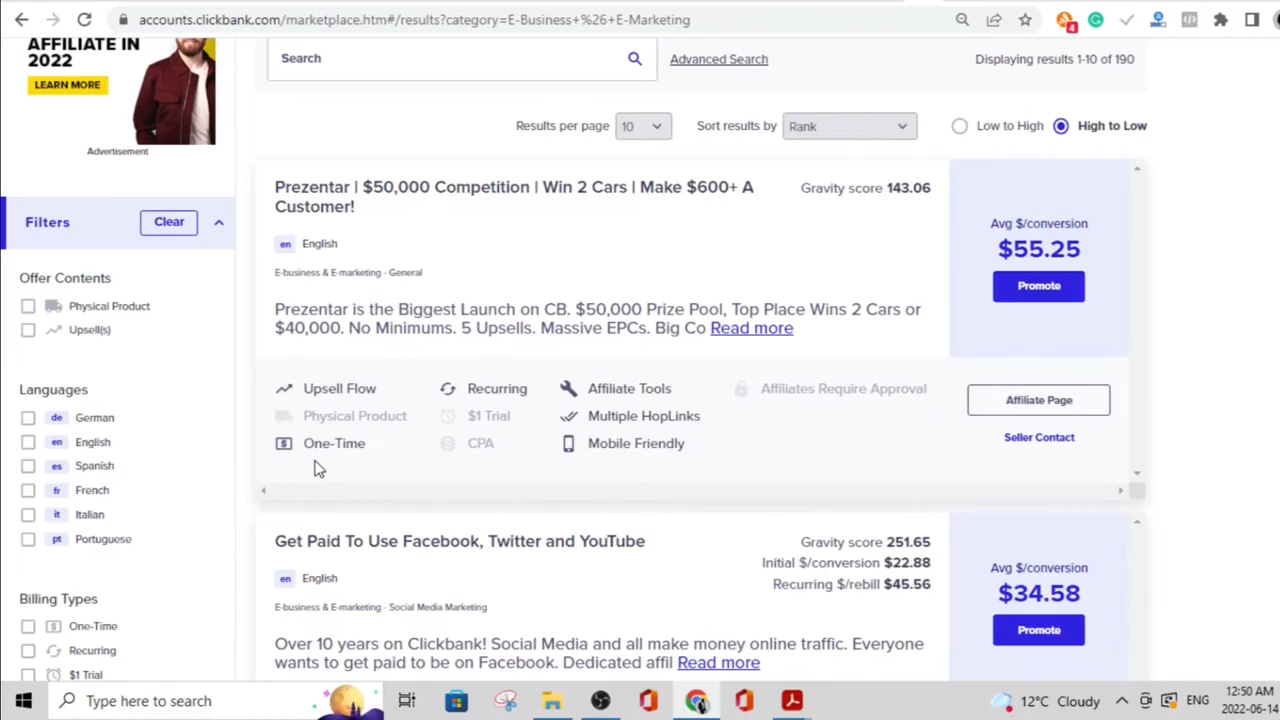 accounts.clickbank.com/marketplace.htm#/results?category=E-Business+%26+E-Marketing
4
AFFILIATE IN
2022
LEARN MORE
Advertisement
Search
Advanced Search
Displaying results 1-10 of 190
Results per page
10
Sort results by
Rank
Low to High
High to Low
Filters
Clear
Offer Contents
Physical Product
Upsell(s)
Languages
de German
en English
es Spanish
fr French
it Italian
pt Portuguese
Billing Types
One-Time
Recurring
$1 Trial
Prezentar | $50,000 Competition | Win 2 Cars | Make $600+ A
Customer!
Gravity score 143.06
en English
E-business & E-marketing - General
Prezentar is the Biggest Launch on CB. $50,000 Prize Pool, Top Place Wins 2 Cars or
$40,000. No Minimums. 5 Upsells. Massive EPCs. Big Co Read more
Avg $/conversion
$55.25
Promote
Upsell Flow
Recurring
Affiliate Tools
Affiliates Require Approval
Physical Product
$1 Trial
Multiple HopLinks
One-Time
CPA
Mobile Friendly
Affiliate Page
Seller Contact
Get Paid To Use Facebook, Twitter and YouTube
Gravity score 251.65
Initial $/conversion $22.88
Recurring $/rebill $45.56
en English
E-business & E-marketing - Social Media Marketing
Over 10 years on Clickbank! Social Media and all make money online traffic. Everyone
wants to get paid to be on Facebook. Dedicated affil Read more
Avg $/conversion
$34.58
Promote
Type here to search
12°C Cloudy
ENG
12:50 AM
2022-06-14